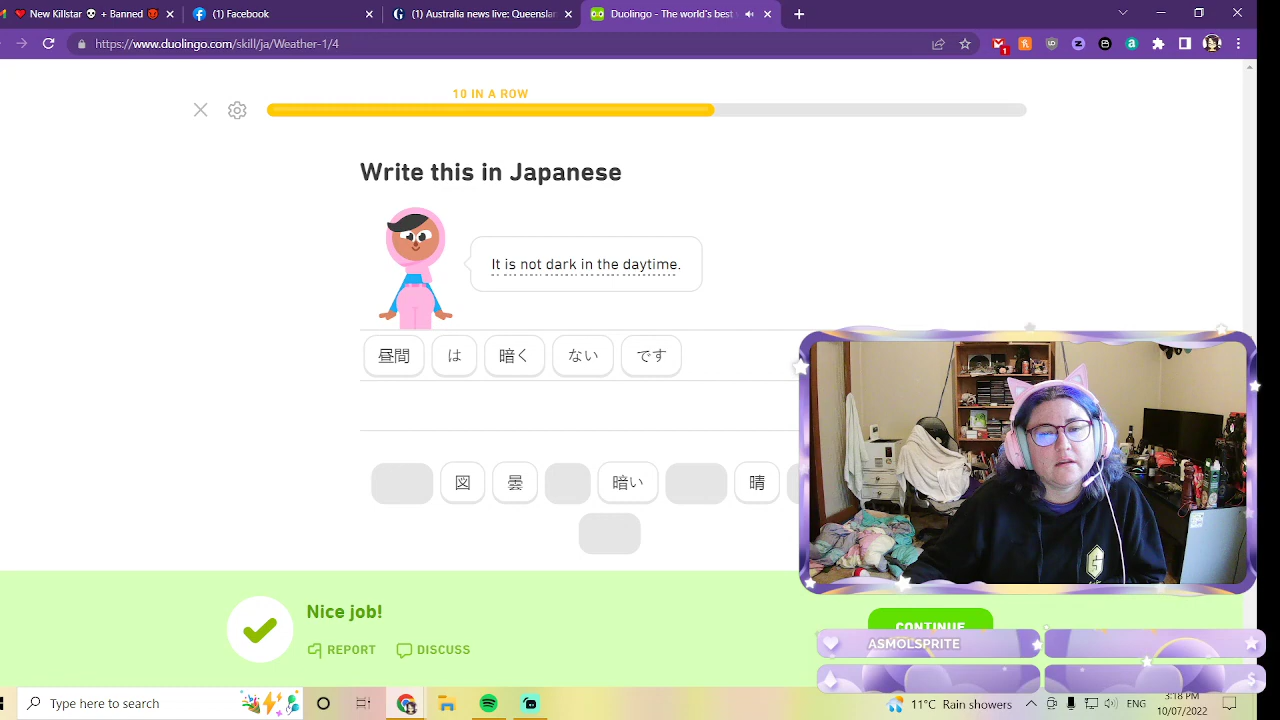 New Killstar 💀 + Banned 😈
(1) Facebook
(1) Australia news live: Queenslan
Duolingo - The world's best
https://www.duolingo.com/skill/ja/Weather-1/4
1
10 IN A ROW
Write this in Japanese
It is not dark in the daytime.
昼間 は 暗く ない です
図 曇 暗い 晴
Nice job!
REPORT DISCUSS
CONTINUE
ASMOLSPRITE
Type here to search
11°C Rain showers
ENG
3:18 PM
10/07/2022